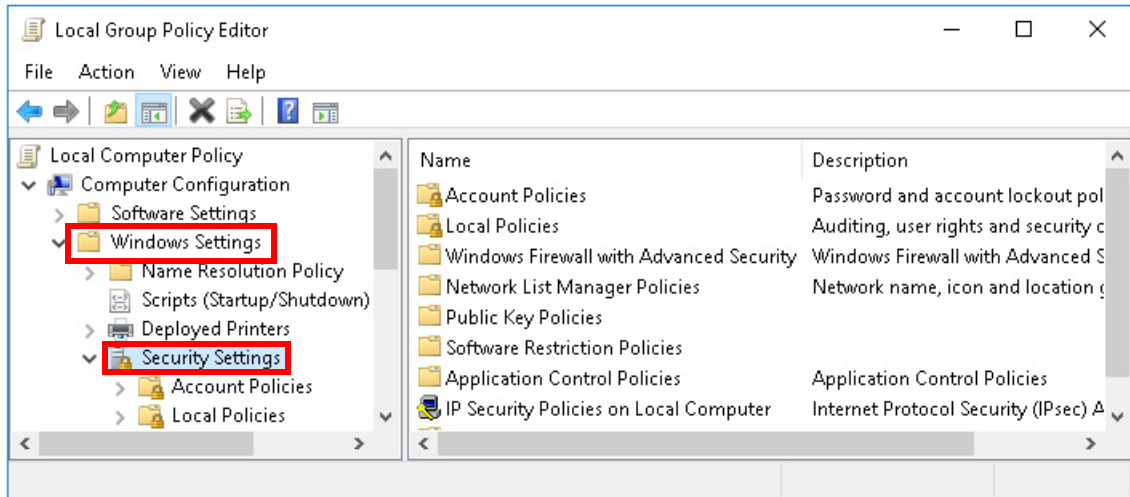 Local Group Policy Editor
File Action View Help
Local Computer Policy
Computer Configuration
Software Settings
Windows Settings
Name Resolution Policy
Scripts (Startup/Shutdown)
Deployed Printers
Security Settings
Account Policies
Local Policies
Name Description
Account Policies Password and account lockout pol
Local Policies Auditing, user rights and security c
Windows Firewall with Advanced Security Windows Firewall with Advanced S
Network List Manager Policies Network name, icon and location g
Public Key Policies
Software Restriction Policies
Application Control Policies Application Control Policies
IP Security Policies on Local Computer Internet Protocol Security (IPsec) A